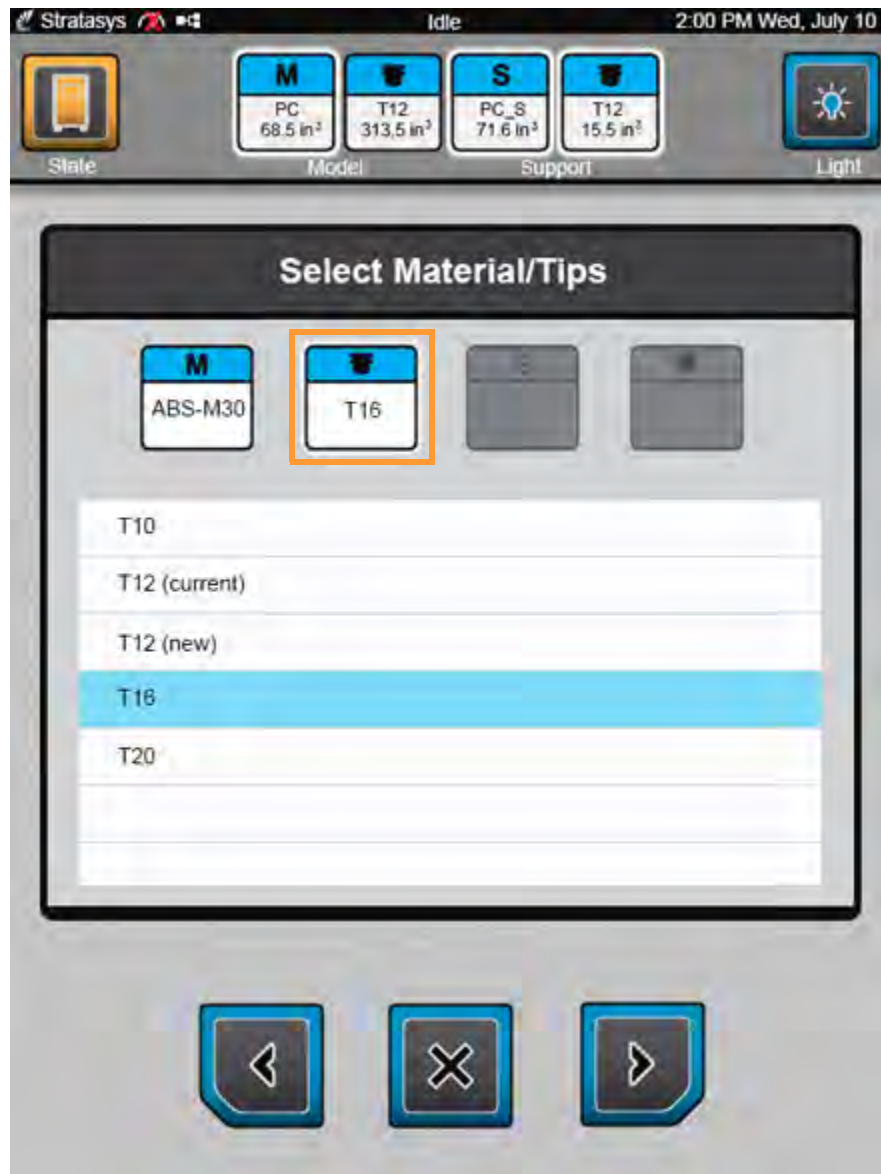 Stratasys Idle 2:00 PM Wed, July 10
M S
PC T12 PC_S T12
68.5 in³ 313.5 in³ 71.6 in³ 15.5 in³
State Model Support Light
Select Material/Tips
M
ABS-M30 T16
T10
T12 (current)
T12 (new)
T16
T20